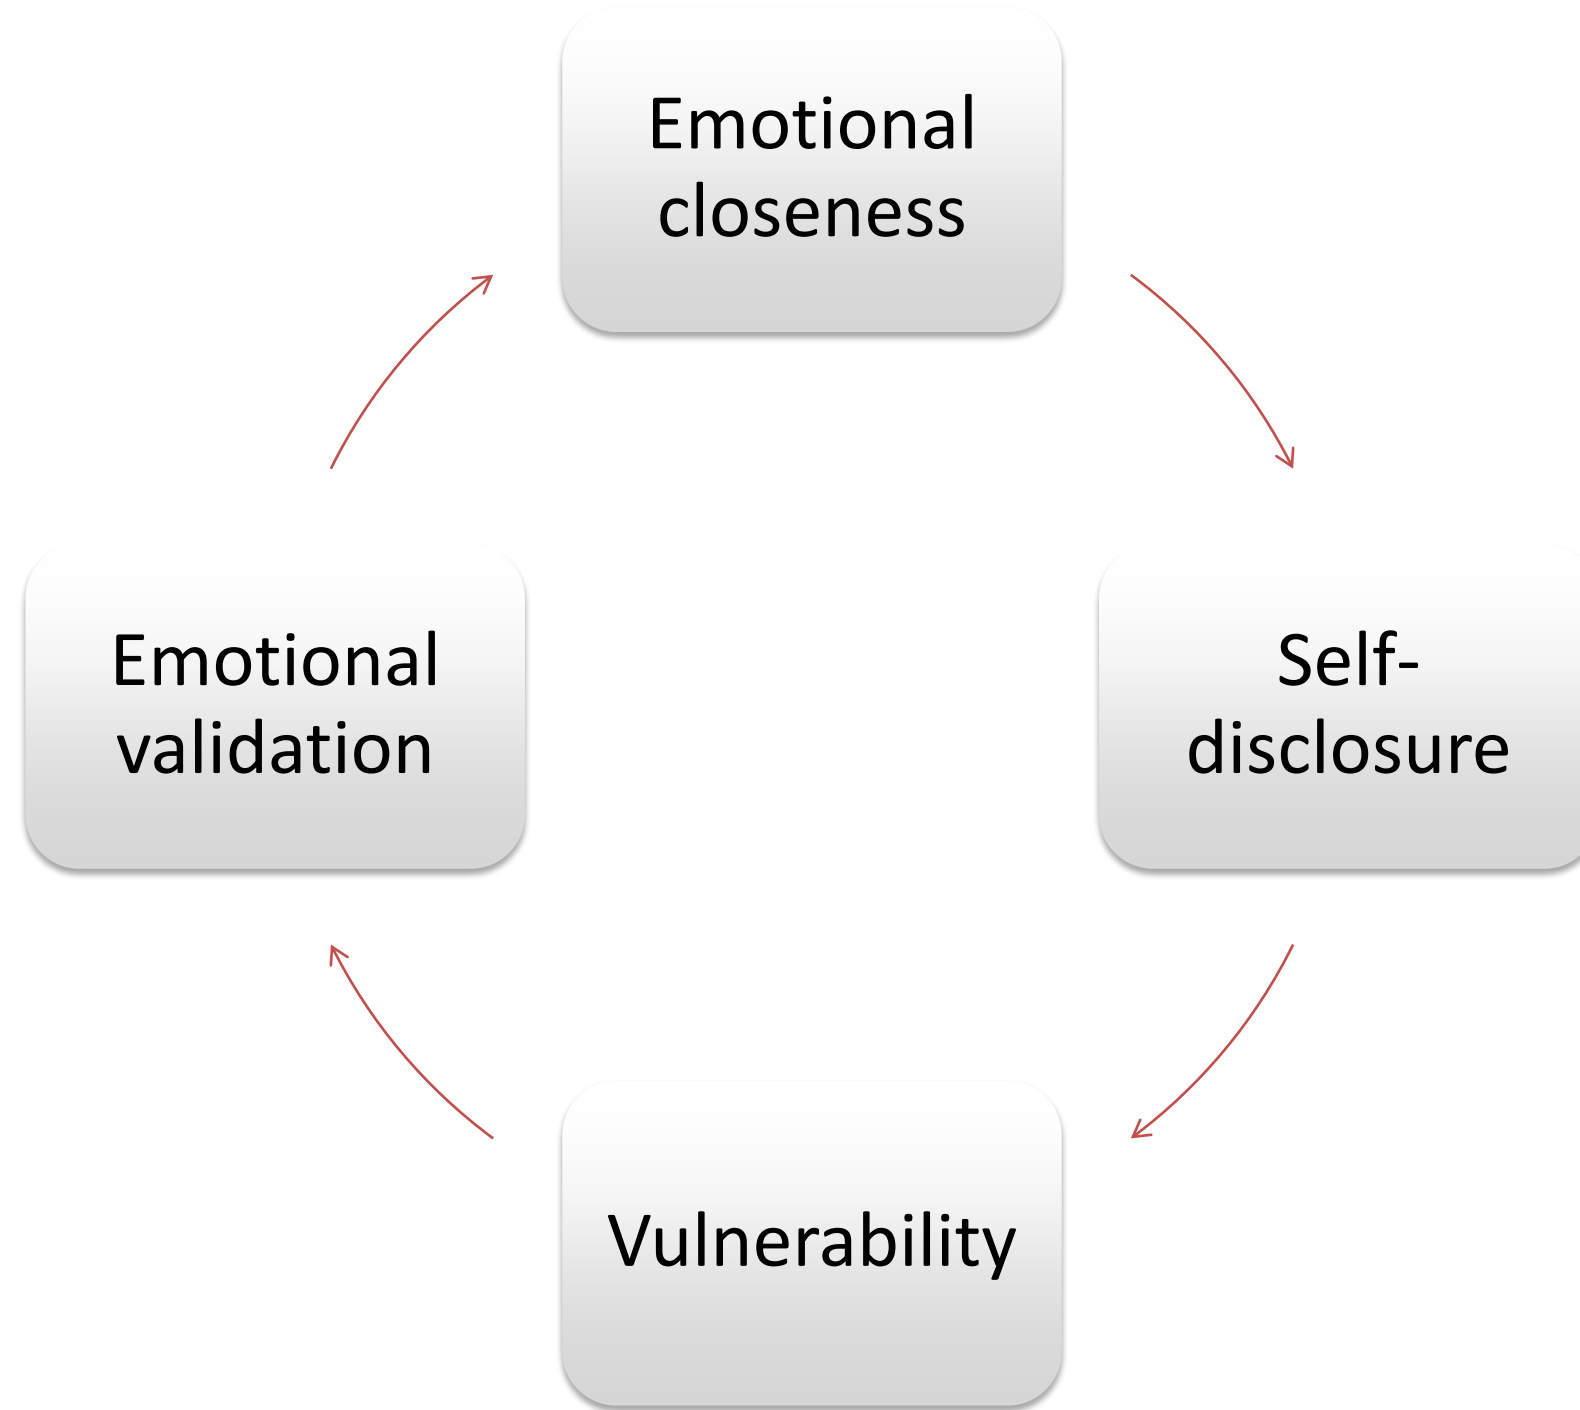 Emotional
closeness
Self-
disclosure
Vulnerability
Emotional
validation